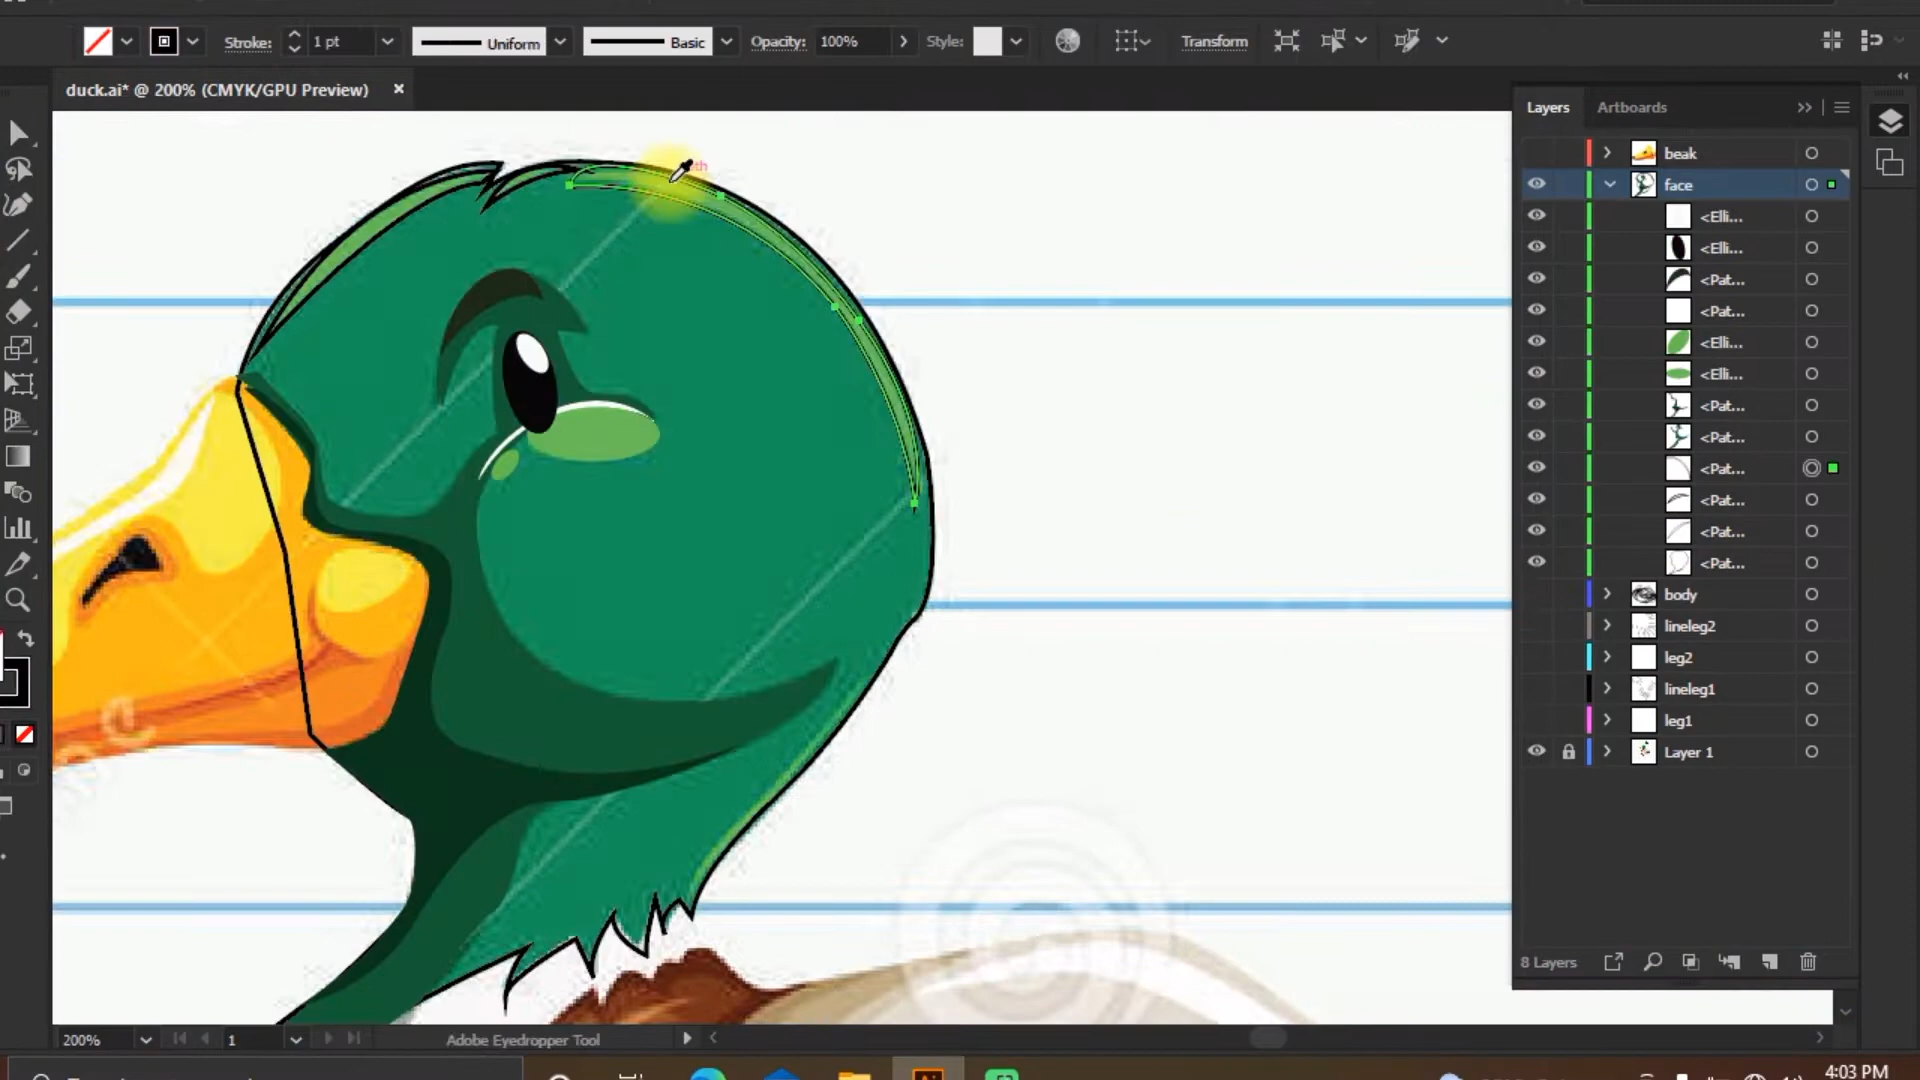 Stroke: 1 pt Uniform Basic Opacity: 100% Style: Transform
duck.ai* @ 200% (CMYK/GPU Preview) ×
Layers Artboards
beak
face
<Elli...
<Elli...
<Pat...
<Pat...
<Elli...
<Elli...
<Pat...
<Pat...
<Pat...
<Pat...
<Pat...
<Pat...
body
lineleg2
leg2
lineleg1
leg1
Layer 1
8 Layers
200% 1 Adobe Eyedropper Tool
4:03 PM